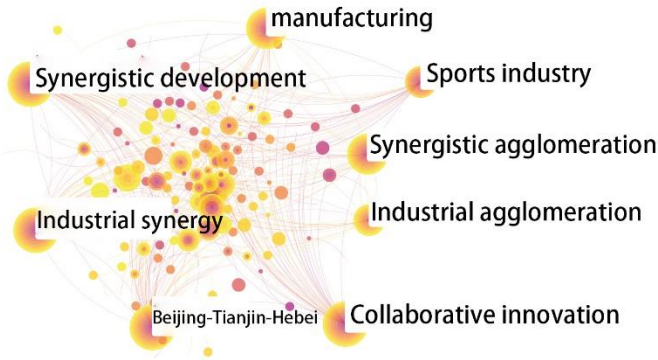 manufacturing
Synergistic development
Sports industry
Synergistic agglomeration
Industrial synergy
Industrial agglomeration
Beijing-Tianjin-Hebei
Collaborative innovation